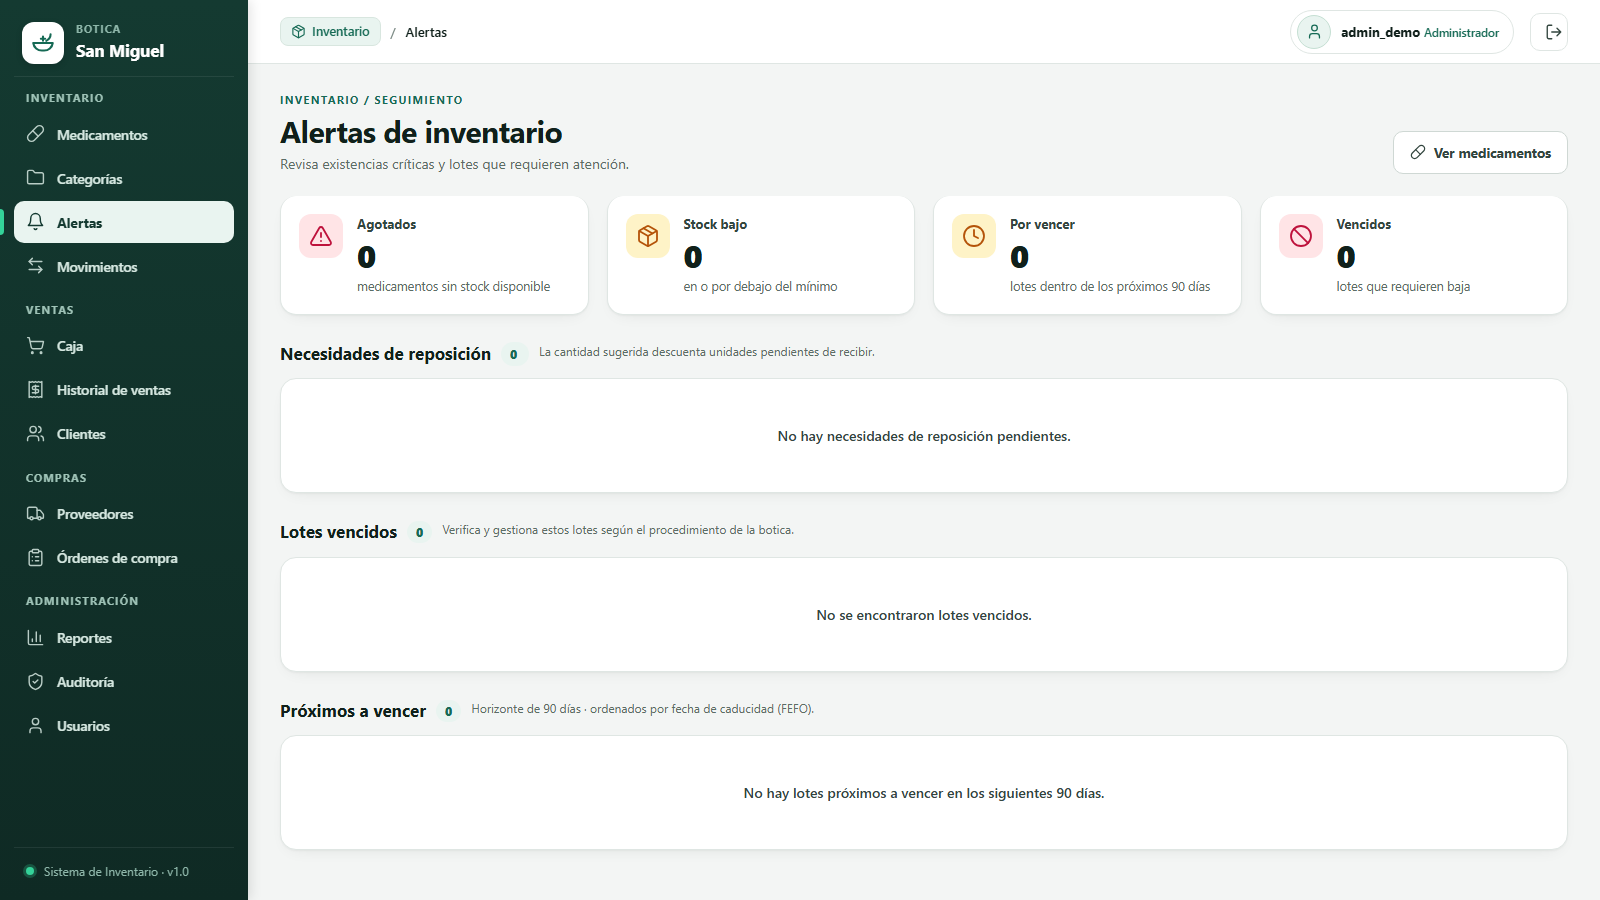 BOTICA
San Miguel
INVENTARIO
Medicamentos
Categorías
Alertas
Movimientos
VENTAS
Caja
Historial de ventas
Clientes
COMPRAS
Proveedores
Órdenes de compra
ADMINISTRACIÓN
Reportes
Auditoría
Usuarios
Sistema de Inventario · v1.0
Inventario / Alertas
admin_demo Administrador
INVENTARIO / SEGUIMIENTO
Alertas de inventario
Revisa existencias críticas y lotes que requieren atención.
Ver medicamentos
Agotados
0
medicamentos sin stock disponible
Stock bajo
0
en o por debajo del mínimo
Por vencer
0
lotes dentro de los próximos 90 días
Vencidos
0
lotes que requieren baja
Necesidades de reposición 0 La cantidad sugerida descuenta unidades pendientes de recibir.
No hay necesidades de reposición pendientes.
Lotes vencidos 0 Verifica y gestiona estos lotes según el procedimiento de la botica.
No se encontraron lotes vencidos.
Próximos a vencer 0 Horizonte de 90 días · ordenados por fecha de caducidad (FEFO).
No hay lotes próximos a vencer en los siguientes 90 días.